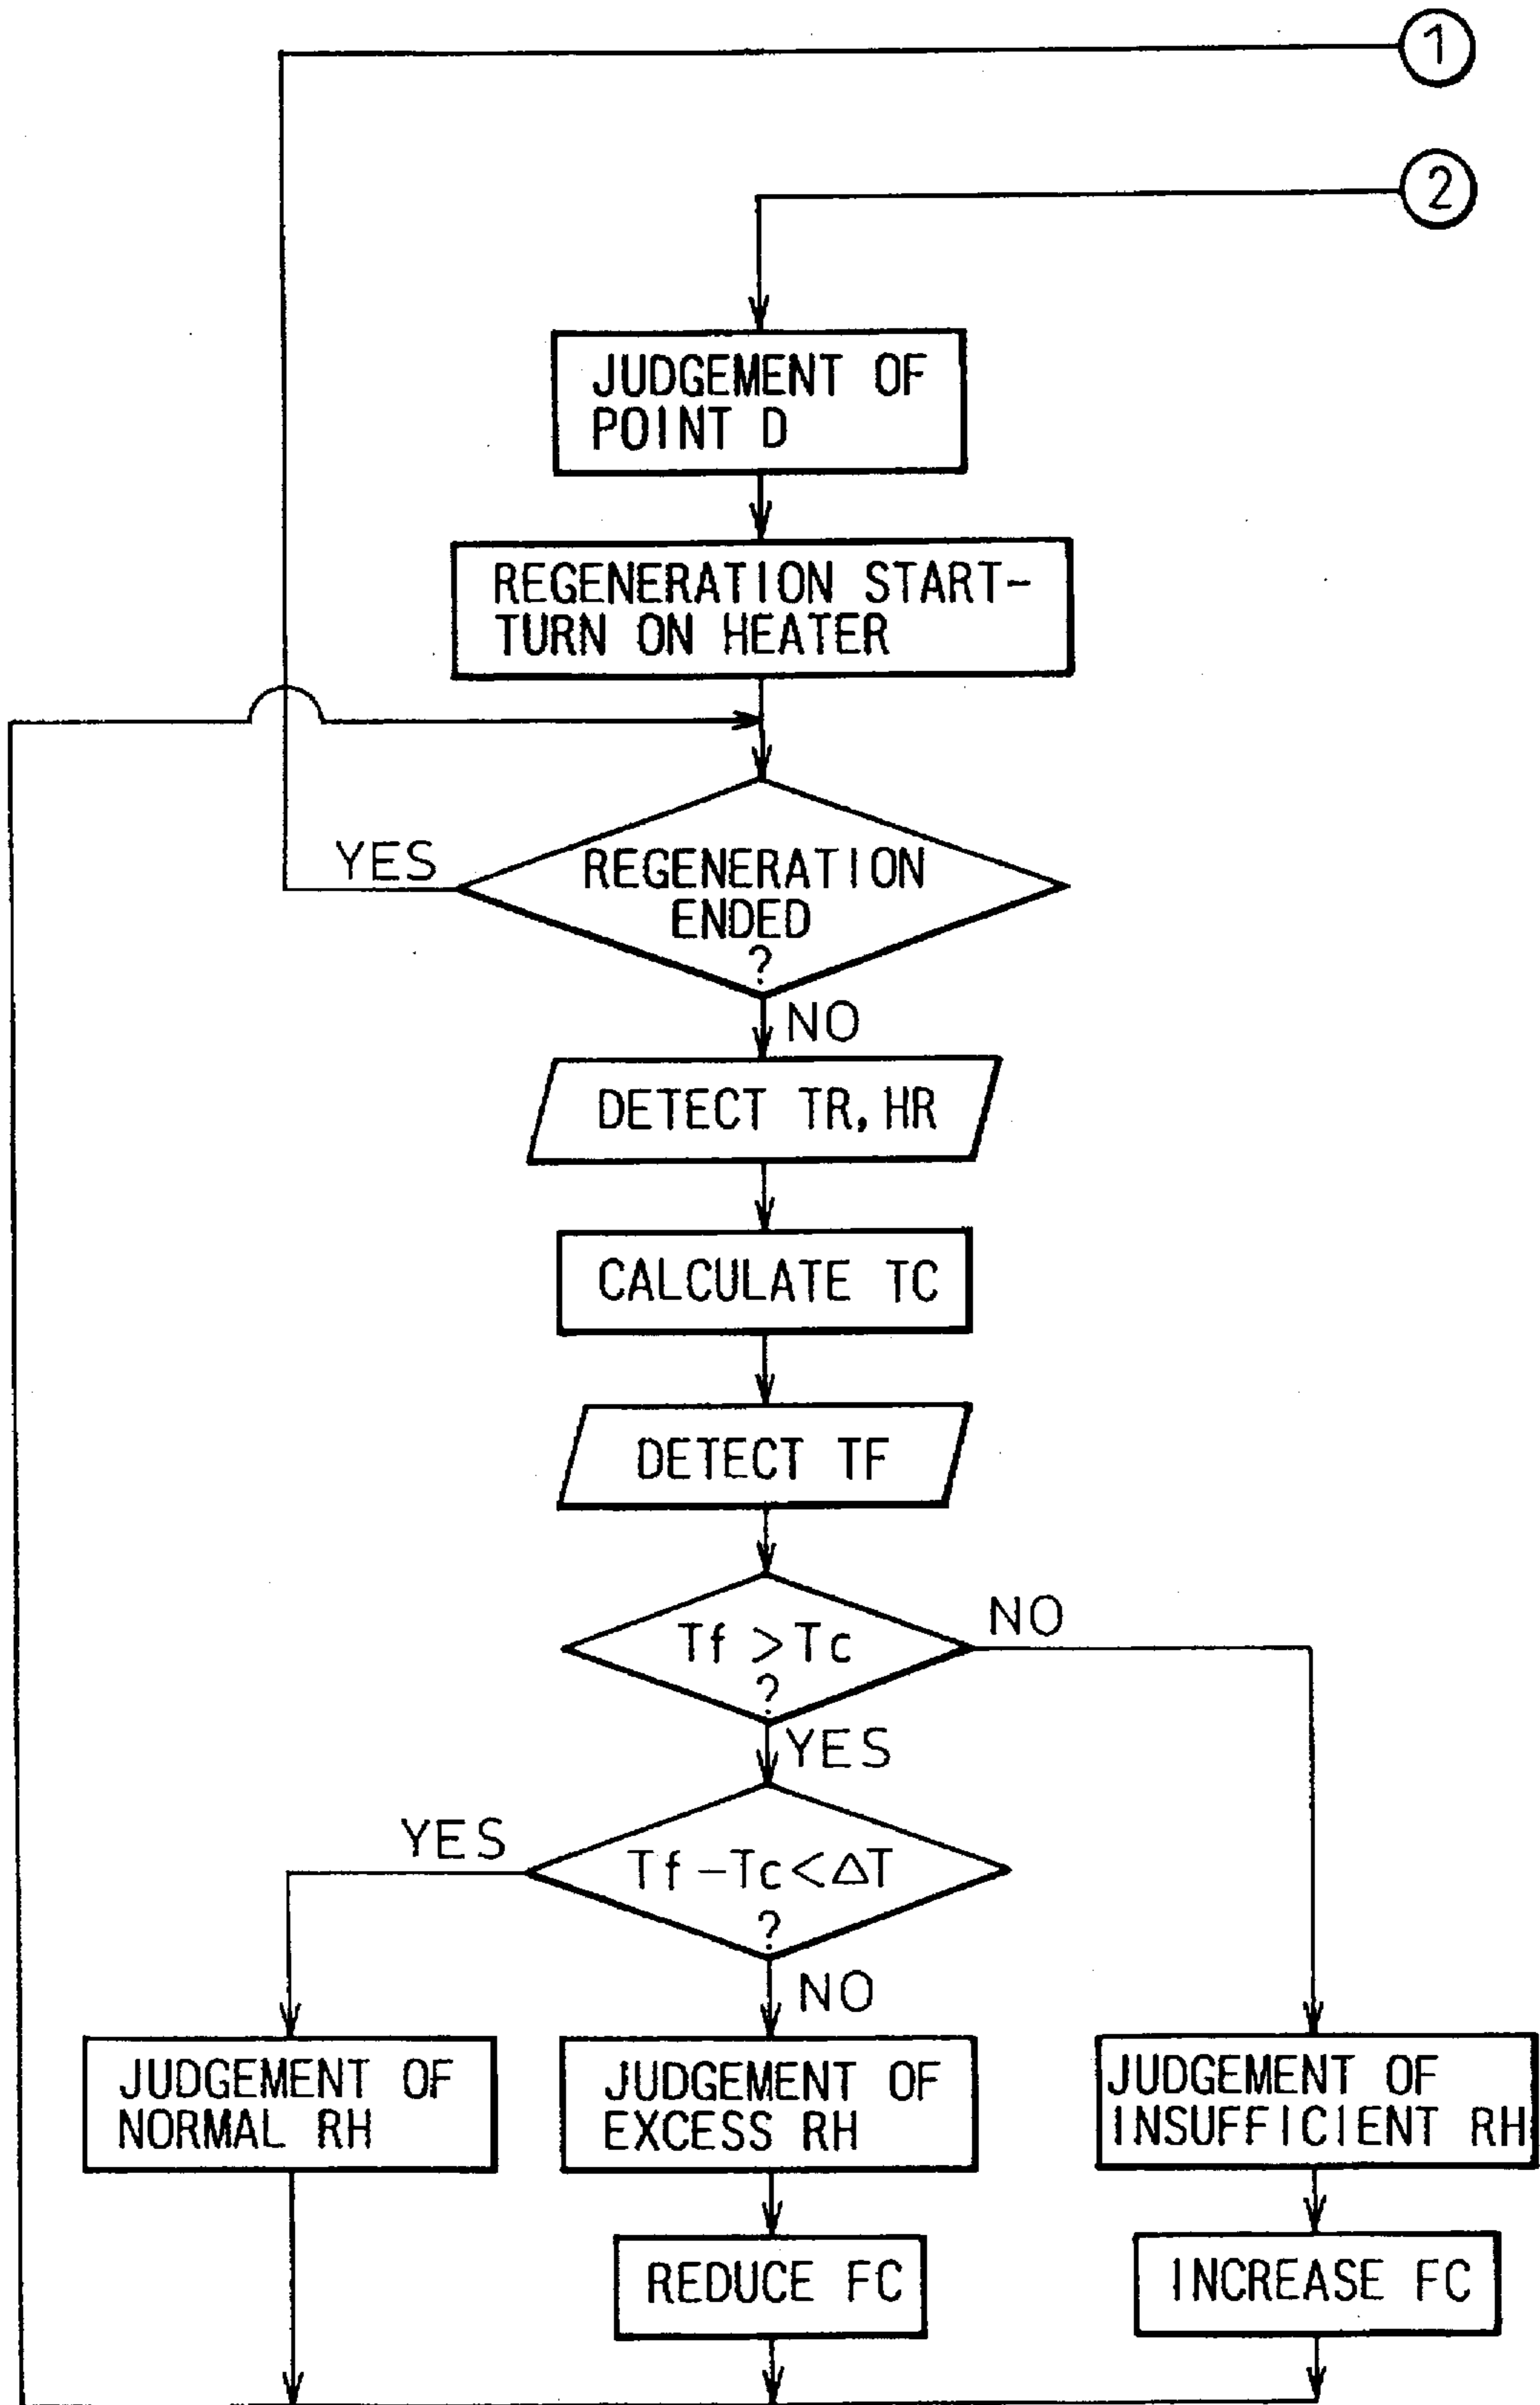 1
2
JUDGEMENT OF
POINT D
REGENERATION START-
TURN ON HEATER
YES
REGENERATION
ENDED
?
NO
DETECT TR, HR
CALCULATE TC
DETECT TF
Tf > Tc
?
NO
YES
YES
Tf - Tc < ΔT
?
NO
JUDGEMENT OF
NORMAL RH
JUDGEMENT OF
EXCESS RH
JUDGEMENT OF
INSUFFICIENT RH
REDUCE FC
INCREASE FC